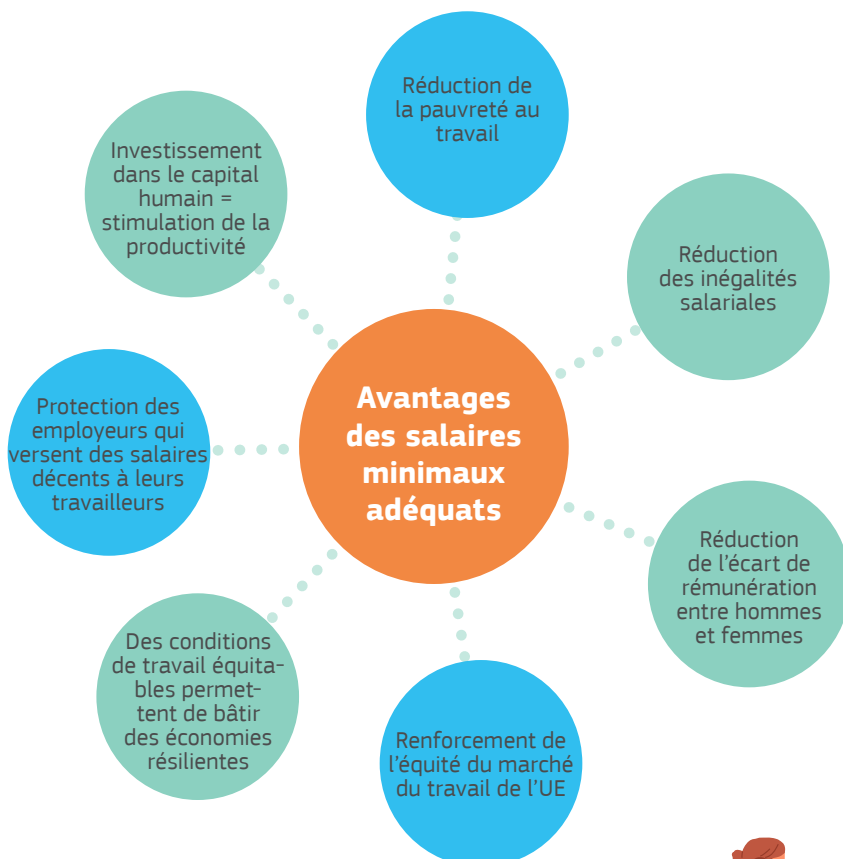 Réduction de
la pauvreté au
travail
Investissement
dans le capital
humain =
stimulation de la
productivité
Réduction
des inégalités
salariales
Avantages
des salaires
minimaux
adéquats
Protection des
employeurs qui
versent des salaires
décents à leurs
travailleurs
Réduction
de l'écart de
rémunération
entre hommes
et femmes
Des conditions
de travail équita-
bles permet-
tent de bâtir
des économies
résilientes
Renforcement de
l'équité du marché
du travail de l'UE